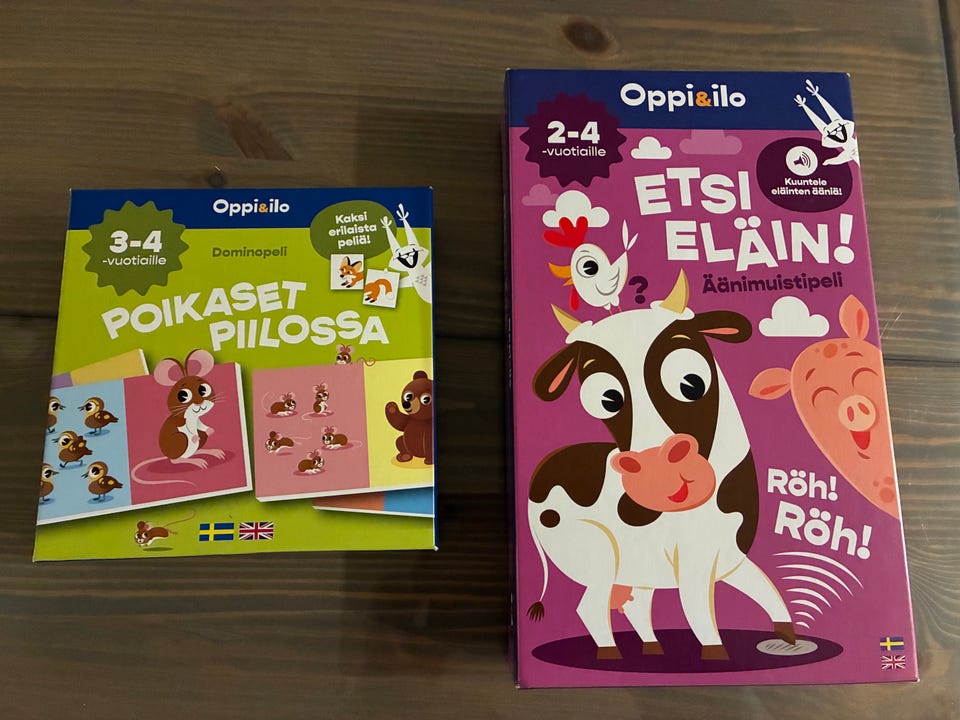 Oppi&ilo
3-4
-vuotiaille
Dominopeli
Kaksi
erilaista
peliä!
POIKASET
PIILOSSA
Oppi&ilo
2-4
-vuotiaille
Kuuntele
eläinten ääniä!
ETSI
ELÄIN!
Äänimuistipeli
?
Röh!
Röh!